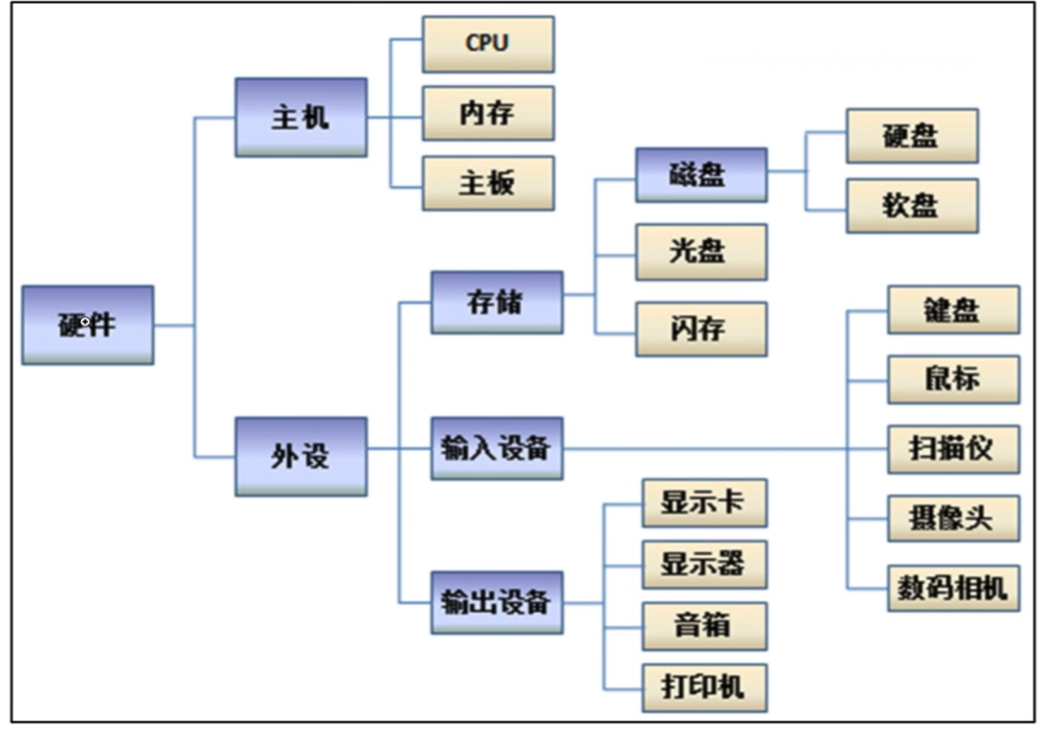 硬件
主机
CPU
内存
主板
外设
存储
磁盘
硬盘
软盘
光盘
闪存
输入设备
键盘
鼠标
扫描仪
摄像头
数码相机
输出设备
显示卡
显示器
音箱
打印机